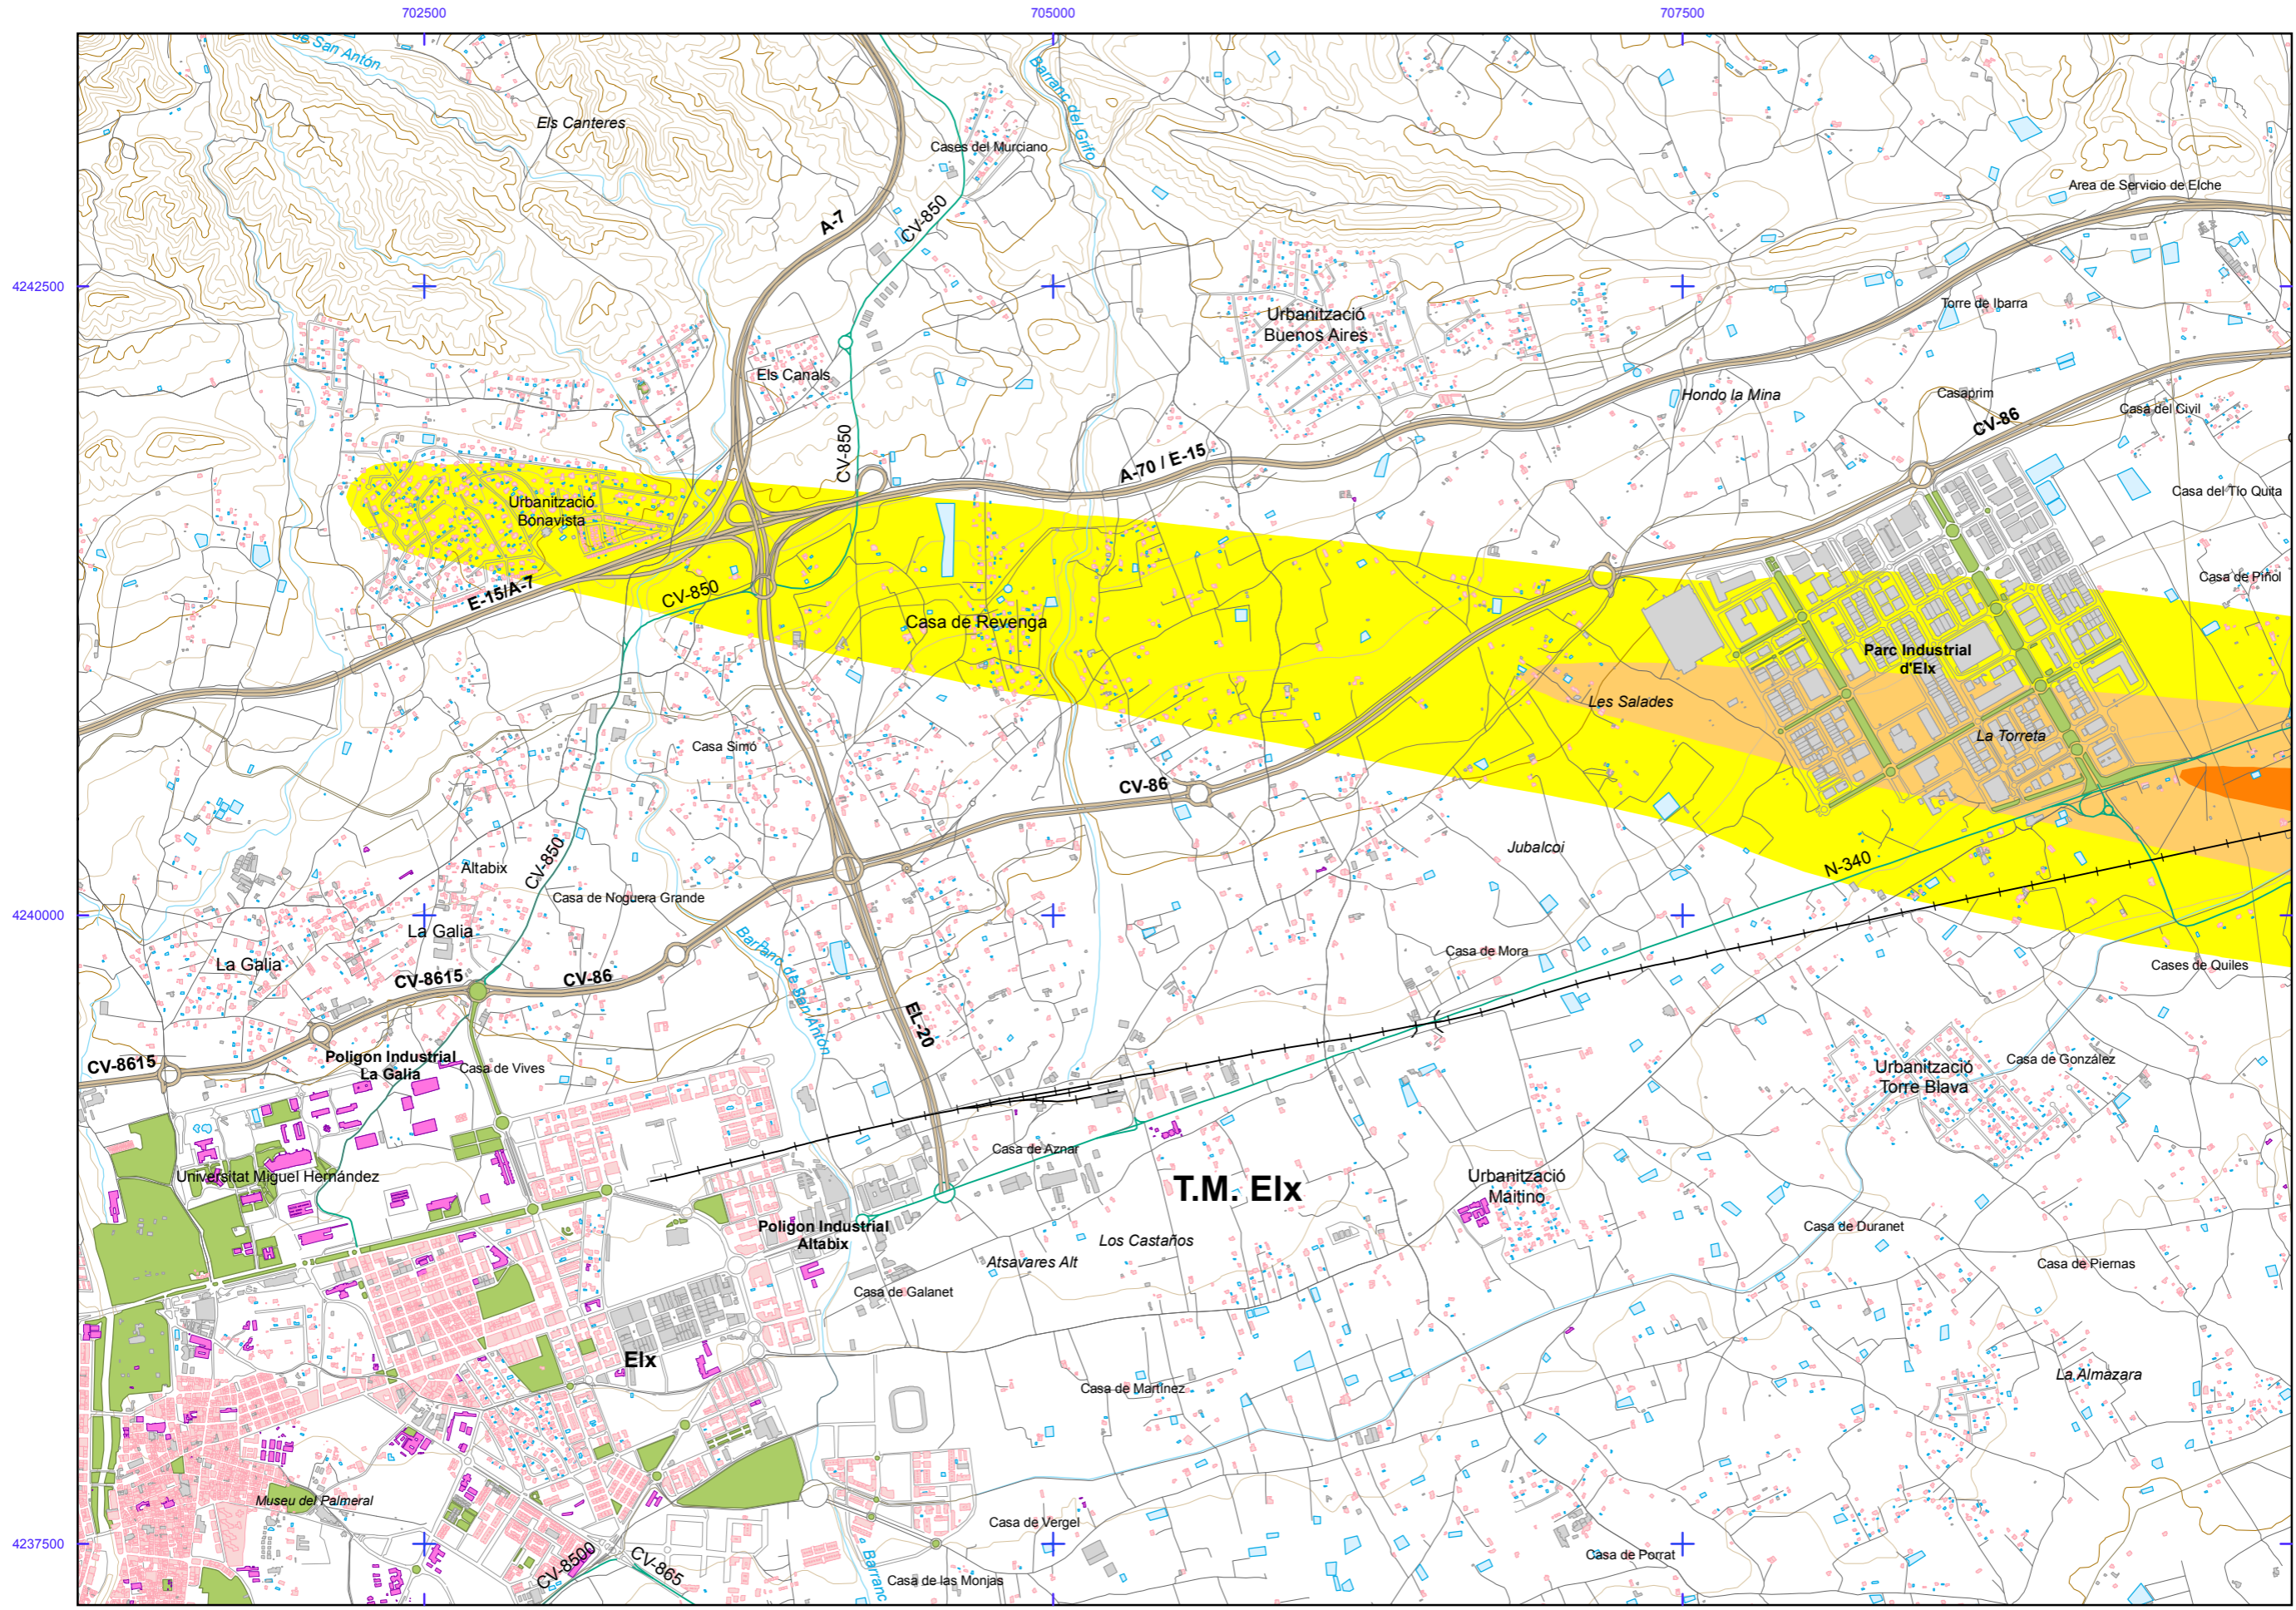 702500
705000
707500
de San Antón
Barranc del Grifo
Els Canteres
Cases del Murciano
Area de Servicio de Elche
A-7
CV-850
4242500
Torre de Ibarra
Urbanització
Buenos Aires
Els Canals
Hondo la Mina
Casaprim
Casa del Civil
CV-86
CV-850
A-70 / E-15
Casa del Tío Quita
Urbanització
Bonavista
Casa de Piñol
E-15/A-7
CV-850
Casa de Revenga
Parc Industrial
d'Elx
Les Salades
La Torreta
Casa Simó
CV-86
Jubalcoi
N-340
Altabix
CV-850
Casa de Noguera Grande
4240000
La Galia
La Galia
Barranc de San Antón
Casa de Mora
Cases de Quiles
CV-8615
CV-86
EL-20
Poligon Industrial
La Galia
Casa de Vives
CV-8615
Casa de González
Urbanització
Torre Blava
Casa de Aznar
Universitat Miguel Hernández
T.M. Elx
Urbanització
Maitino
Poligon Industrial
Altabix
Casa de Duranet
Los Castaños
Atsavares Alt
Casa de Piernas
Casa de Galanet
Elx
Casa de Martínez
La Almazara
Museu del Palmeral
Casa de Vergel
4237500
CV-8500
CV-865
Barranc
Casa de Porrat
Casa de las Monjas